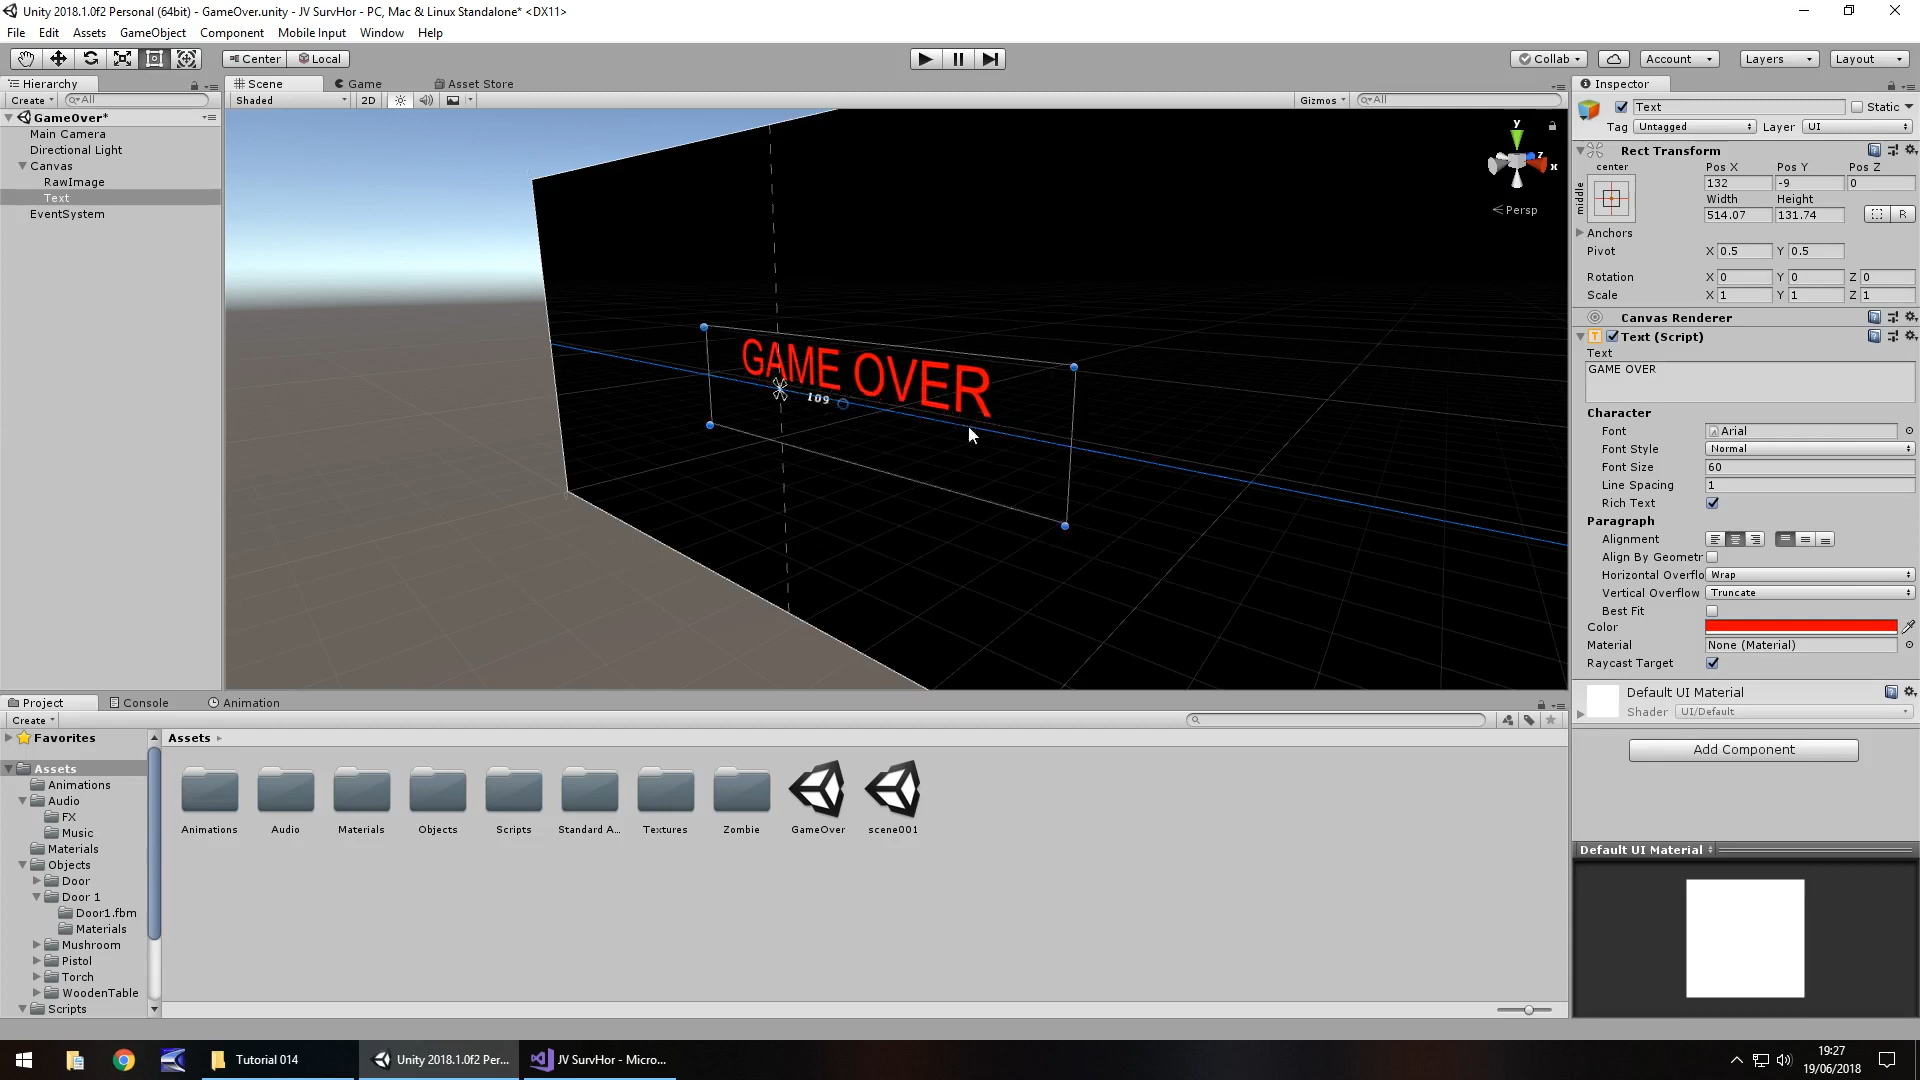 Unity 2018.1.0f2 Personal (64bit) - GameOver.unity - JV SurvHor - PC, Mac & Linux Standalone* <DX11>
File Edit Assets GameObject Component Mobile Input Window Help
Center Local Collab Account Layers Layout
Hierarchy Scene Game Asset Store Inspector
Create All Shaded 2D Gizmos All
Text Static
Tag Untagged Layer UI
GameOver*
Main Camera
Directional Light
Canvas
RawImage
Text
EventSystem
y
z
x
Persp
GAME OVER
109
Rect Transform
center
middle
Pos X Pos Y Pos Z
132 -9 0
Width Height
514.07 131.74 R
Anchors
Pivot X 0.5 Y 0.5
Rotation X 0 Y 0 Z 0
Scale X 1 Y 1 Z 1
Canvas Renderer
Text (Script)
Text
GAME OVER
Character
Font Arial
Font Style Normal
Font Size 60
Line Spacing 1
Rich Text
Paragraph
Alignment
Align By Geometr
Horizontal Overflo Wrap
Vertical Overflow Truncate
Best Fit
Color
Material None (Material)
Raycast Target
Default UI Material
Shader UI/Default
Add Component
Default UI Material
Project Console Animation
Create
Favorites
Assets
Animations
Audio
FX
Music
Materials
Objects
Door
Door 1
Door1.fbm
Materials
Mushroom
Pistol
Torch
WoodenTable
Scripts
Assets
Animations Audio Materials Objects Scripts Standard A... Textures Zombie GameOver scene001
Tutorial 014 Unity 2018.1.0f2 Per... JV SurvHor - Micro...
19:27
19/06/2018